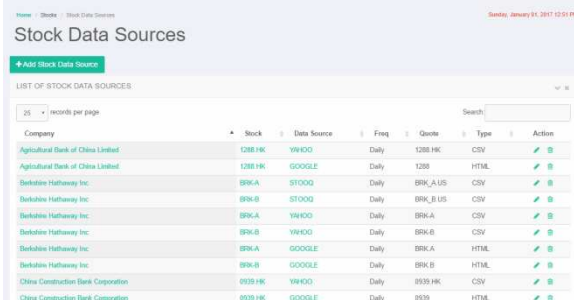 Home / Stocks / Stock Data Sources
Sunday, January 01, 2017 12:51 PM
Stock Data Sources
+Add Stock Data Source
LIST OF STOCK DATA SOURCES
25 records per page
Search:
Company Stock Data Source Freq Quote Type Action
Agricultural Bank of China Limited 1288.HK YAHOO Daily 1288.HK CSV
Agricultural Bank of China Limited 1288.HK GOOGLE Daily 1288 HTML
Berkshire Hathaway Inc BRK-A STOOQ Daily BRK_A.US CSV
Berkshire Hathaway Inc BRK-B STOOQ Daily BRK_B.US CSV
Berkshire Hathaway Inc BRK-A YAHOO Daily BRK-A CSV
Berkshire Hathaway Inc BRK-B YAHOO Daily BRK-B CSV
Berkshire Hathaway Inc BRK-A GOOGLE Daily BRK.A HTML
Berkshire Hathaway Inc BRK-B GOOGLE Daily BRK.B HTML
China Construction Bank Corporation 0939.HK YAHOO Daily 0939.HK CSV
China Construction Bank Corporation 0939.HK GOOGLE Daily 0939 HTML